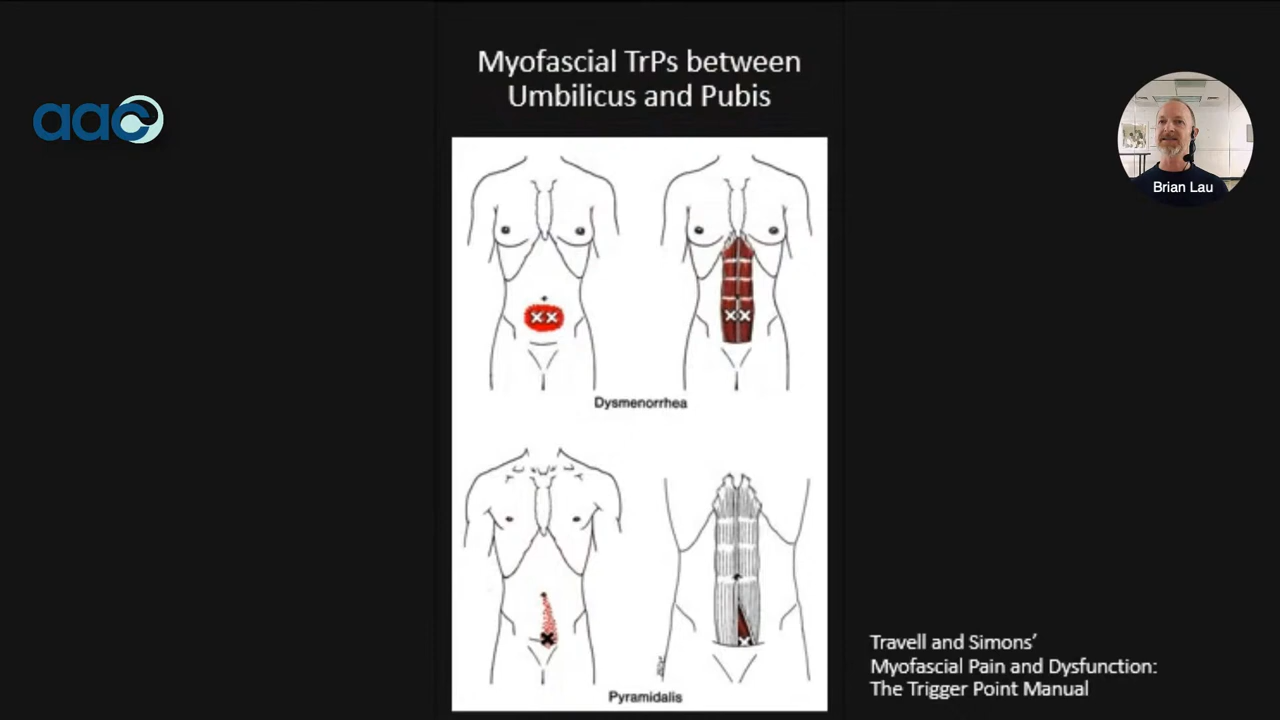 Myofascial TrPs between
Umbilicus and Pubis
aac
Brian Lau
Dysmenorrhea
Pyramidalis
Travell and Simons’
Myofascial Pain and Dysfunction:
The Trigger Point Manual